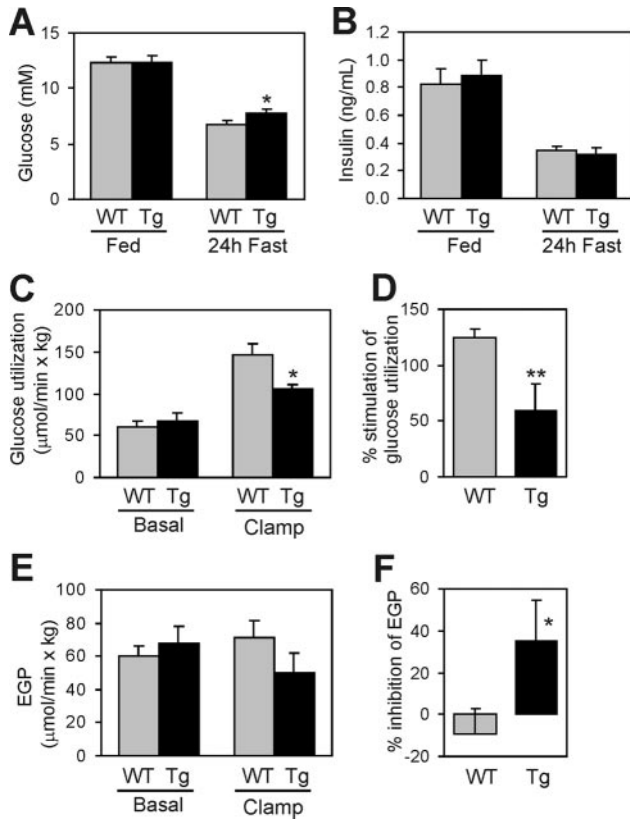 A
Glucose (mM)
15
10
5
0
*
WT Tg WT Tg
Fed 24h Fast
B
Insulin (ng/mL)
1.2
1.0
0.8
0.6
0.4
0.2
0.0
WT Tg WT Tg
Fed 24h Fast
C
Glucose utilization
(μmol/min x kg)
200
150
100
50
0
*
WT Tg WT Tg
Basal Clamp
D
% stimulation of
glucose utilization
150
100
50
0
**
WT Tg
E
EGP
(μmol/min x kg)
100
80
60
40
20
0
WT Tg WT Tg
Basal Clamp
F
% inhibition of EGP
60
40
20
0
-20
*
WT Tg